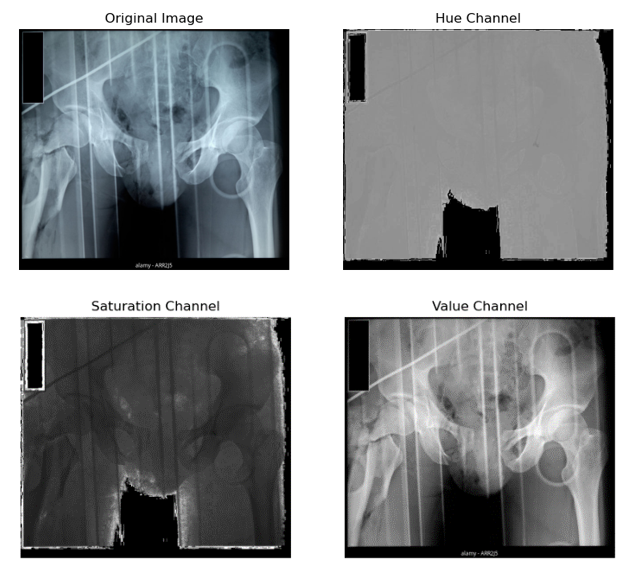 Original Image
Hue Channel
alamy - ARR2J5
Saturation Channel
Value Channel
alamy - ARR2J5